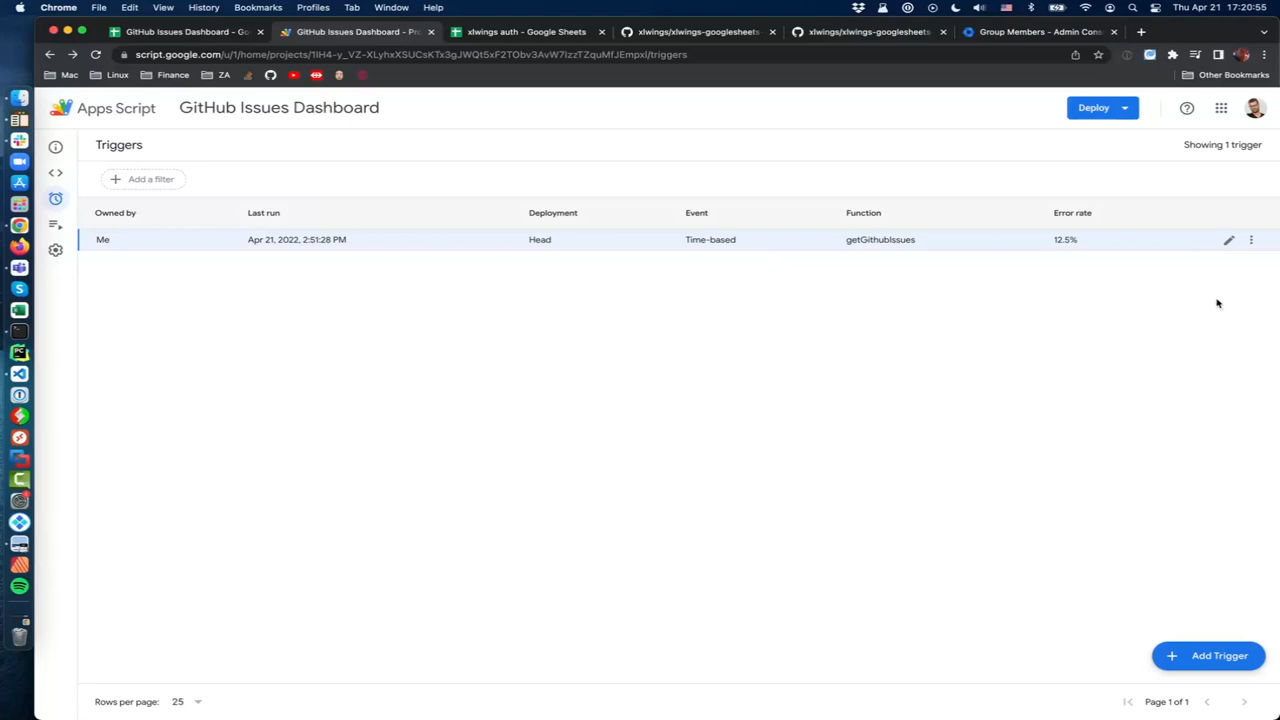 Chrome File Edit View History Bookmarks Profiles Tab Window Help Thu Apr 21 20:20:55
GitHub Issues Dashboard - Go GitHub Issues Dashboard - Pro xlwings auth - Google Sheets xlwings/xlwings-googlesheets xlwings/xlwings-googlesheets Group Members - Admin Cons
script.google.com/u/1/home/projects/1IH4-y_VZ-XLyhxXSUCsKTx3gJWQt5xF2TObv3AvW7IzzTZquMfJEmpxl/triggers
Mac Linux Finance ZA Other Bookmarks
Apps Script GitHub Issues Dashboard Deploy
Triggers Showing 1 trigger
Add a filter
Owned by Last run Deployment Event Function Error rate
Me Apr 21, 2022, 2:51:28 PM Head Time-based getGithubIssues 12.5%
+ Add Trigger
Rows per page: 25 Page 1 of 1